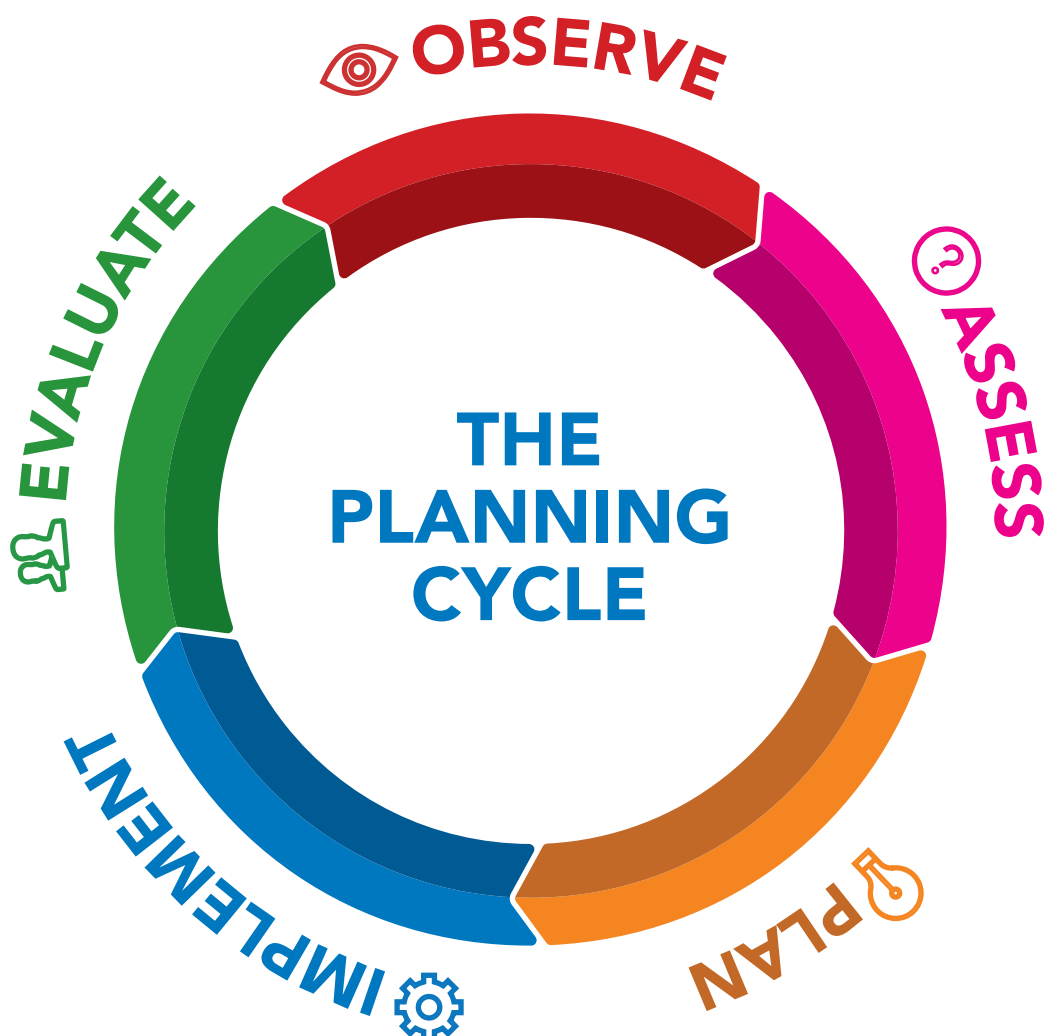 OBSERVE
ASSESS
PLAN
IMPLEMENT
EVALUATE
THE
PLANNING
CYCLE